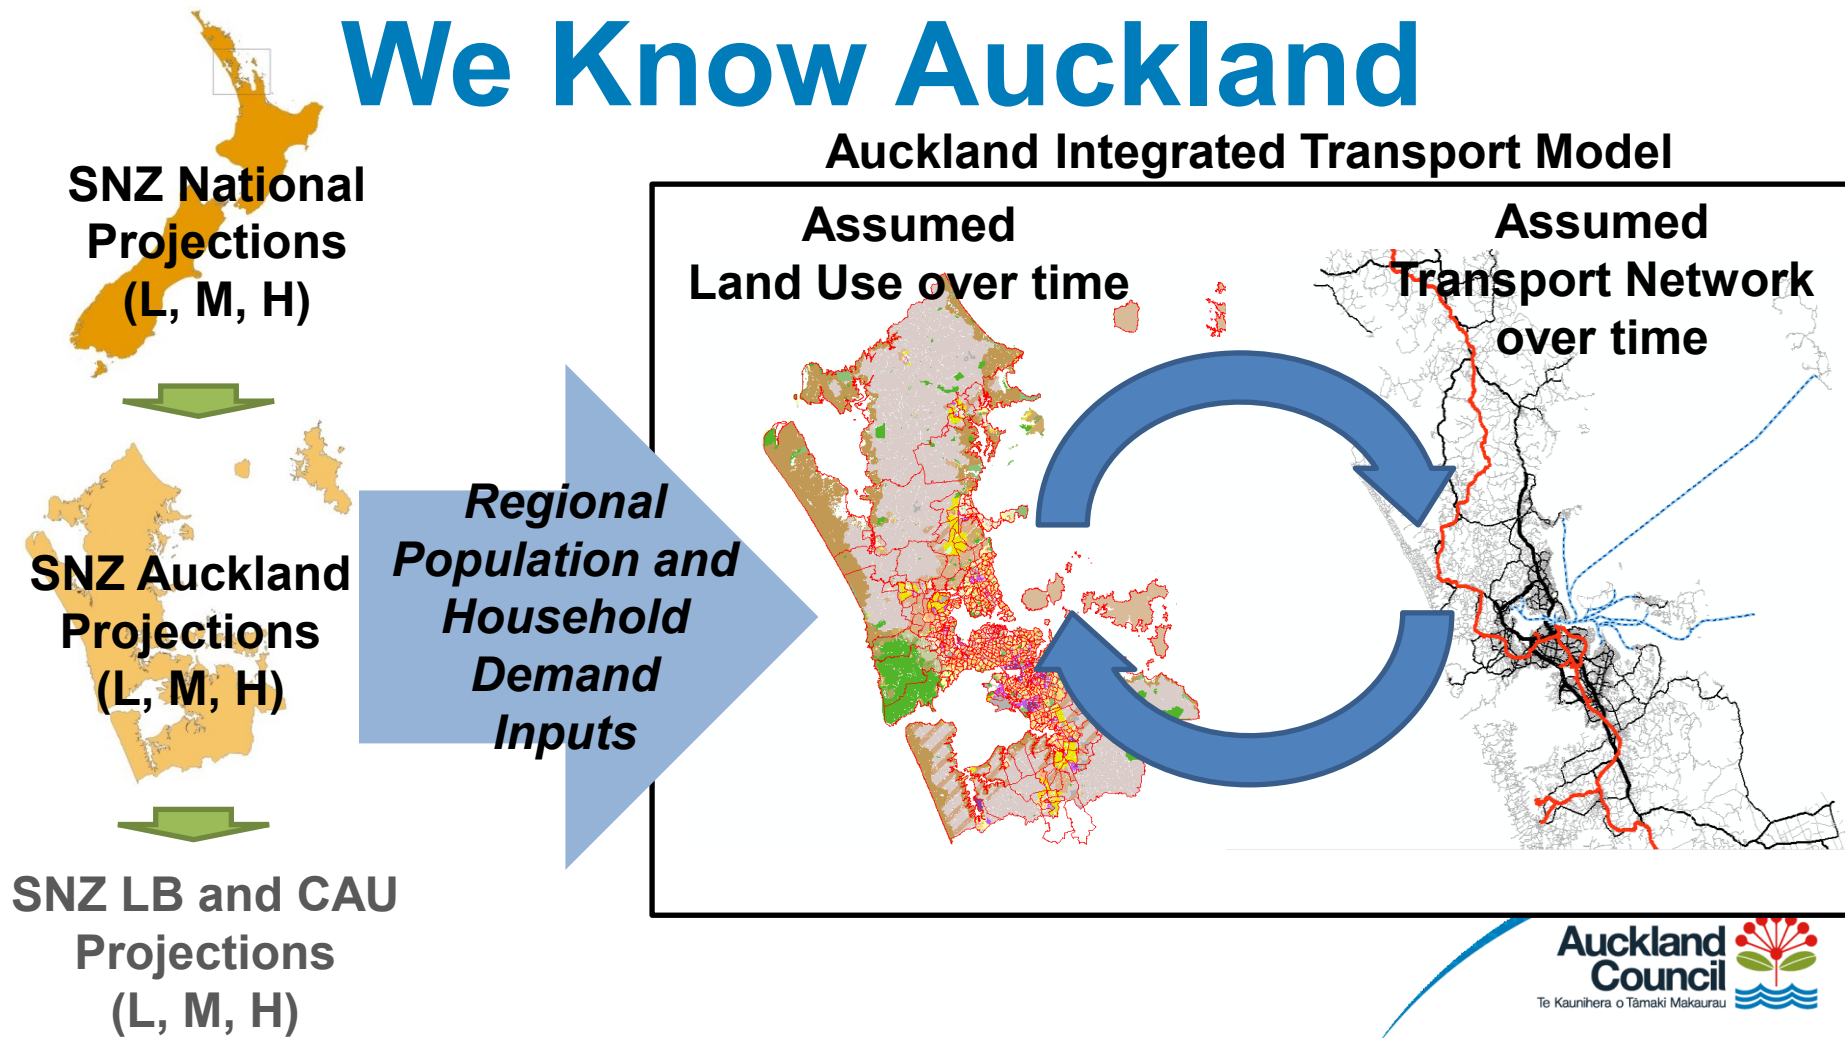 We Know Auckland
SNZ National
Projections
(L, M, H)
SNZ Auckland
Projections
(L, M, H)
SNZ LB and CAU
Projections
(L, M, H)
Regional
Population and
Household
Demand
Inputs
Auckland Integrated Transport Model
Assumed
Land Use over time
Assumed
Transport Network
over time
Auckland
Council
Te Kaunihera o Tāmaki Makaurau